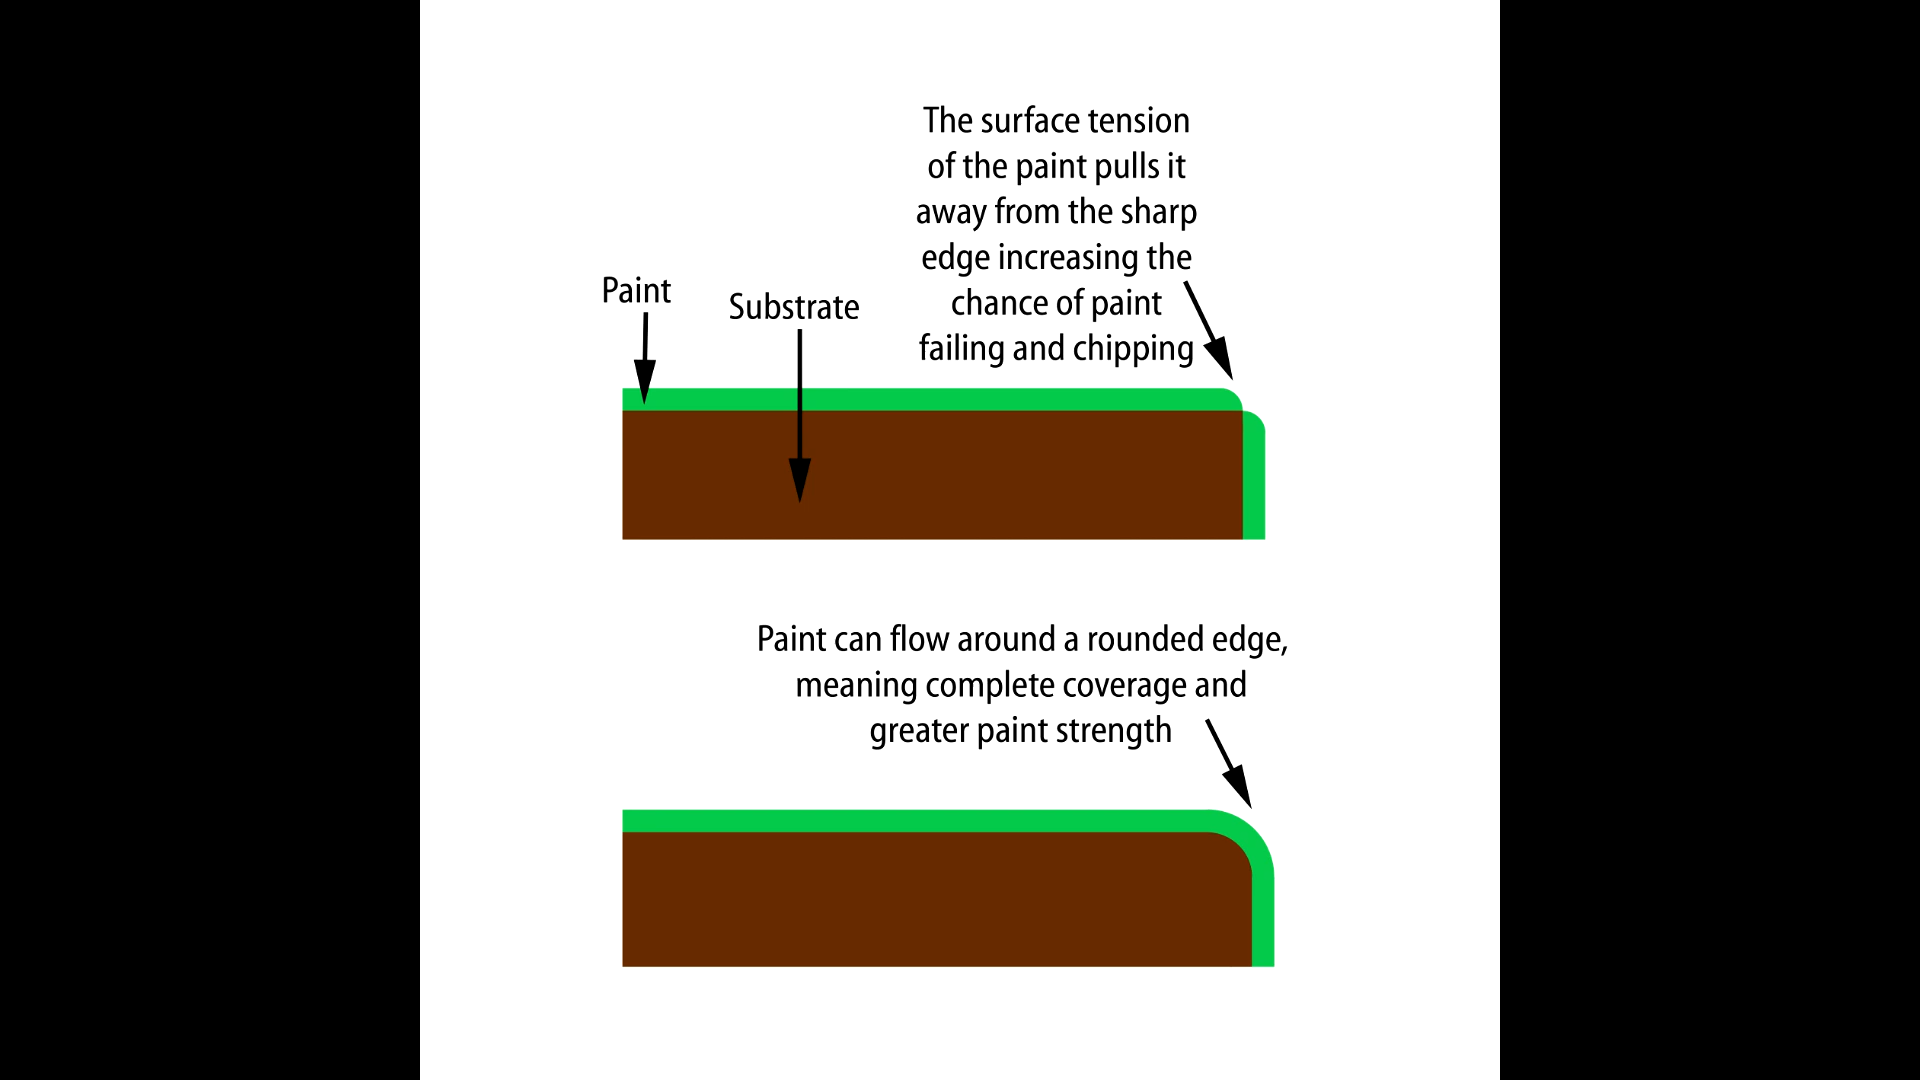 The surface tension
of the paint pulls it
away from the sharp
edge increasing the
chance of paint
failing and chipping
Paint
Substrate
Paint can flow around a rounded edge,
meaning complete coverage and
greater paint strength